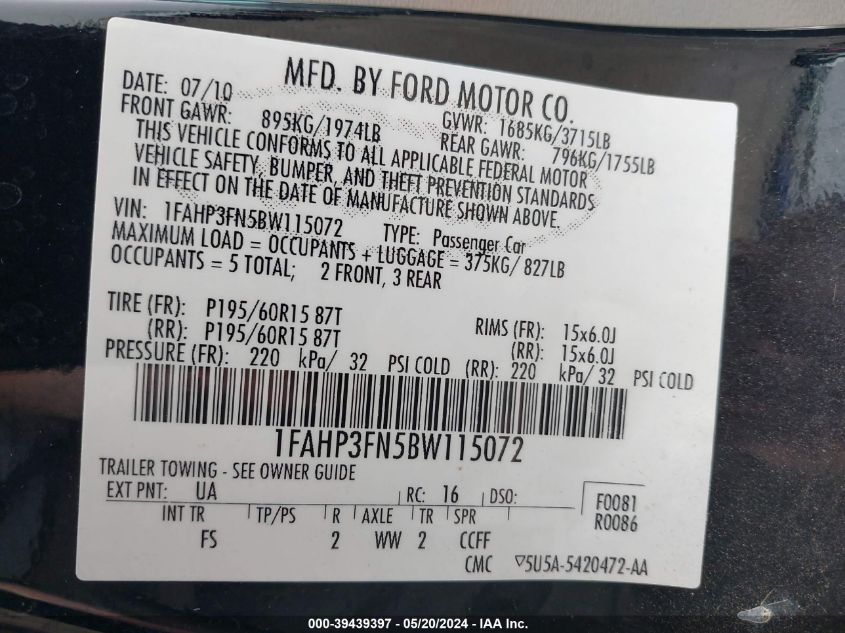 MFD. BY FORD MOTOR CO.
DATE: 07/10 GVWR: 1685KG/3715LB
FRONT GAWR: 895KG/1974LB REAR GAWR: 796KG/1755LB
THIS VEHICLE CONFORMS TO ALL APPLICABLE FEDERAL MOTOR
VEHICLE SAFETY, BUMPER, AND THEFT PREVENTION STANDARDS
IN EFFECT ON THE DATE OF MANUFACTURE SHOWN ABOVE.
VIN: 1FAHP3FN5BW115072 TYPE: Passenger Car
MAXIMUM LOAD = OCCUPANTS + LUGGAGE = 375KG/ 827LB
OCCUPANTS = 5 TOTAL; 2 FRONT, 3 REAR
TIRE (FR): P195/60R15 87T RIMS (FR): 15x6.0J
(RR): P195/60R15 87T (RR): 15x6.0J
PRESSURE (FR): 220 kPa/ 32 PSI COLD (RR): 220 kPa/ 32 PSI COLD
1FAHP3FN5BW115072
TRAILER TOWING - SEE OWNER GUIDE
EXT PNT: UA RC: 16 DSO: F0081
R0086
INT TR TP/PS R AXLE TR SPR
FS 2 WW 2 CCFF
CMC ▽5U5A-5420472-AA
000-39439397 - 05/20/2024 - IAA Inc.